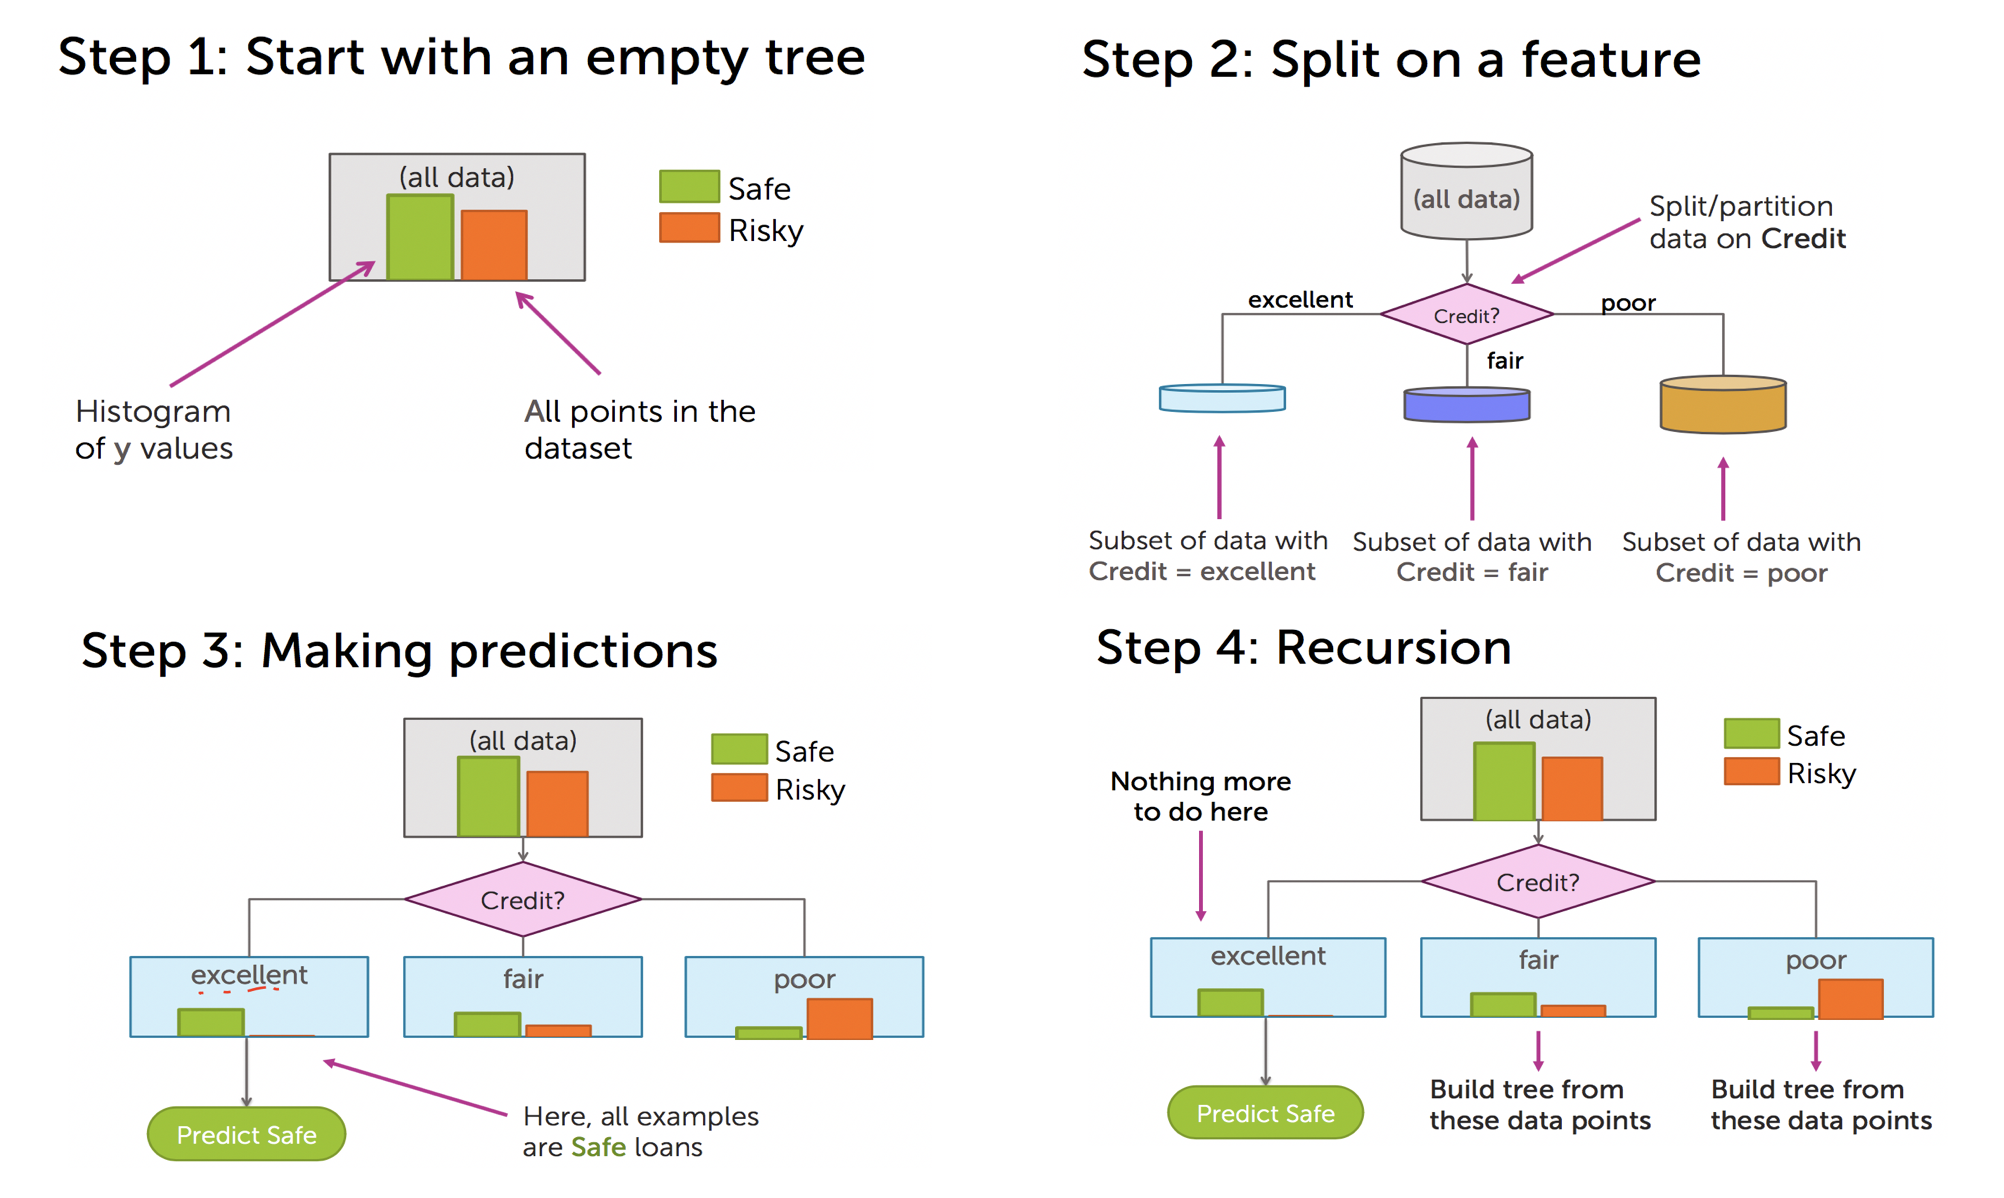 Step 1: Start with an empty tree
(all data)
Safe
Risky
Histogram
of y values
All points in the
dataset
Step 2: Split on a feature
(all data)
Split/partition
data on Credit
excellent
Credit?
poor
fair
Subset of data with
Credit = excellent
Subset of data with
Credit = fair
Subset of data with
Credit = poor
Step 3: Making predictions
(all data)
Safe
Risky
Credit?
excellent
fair
poor
Predict Safe
Here, all examples
are Safe loans
Step 4: Recursion
(all data)
Safe
Risky
Nothing more
to do here
Credit?
excellent
fair
poor
Predict Safe
Build tree from
these data points
Build tree from
these data points